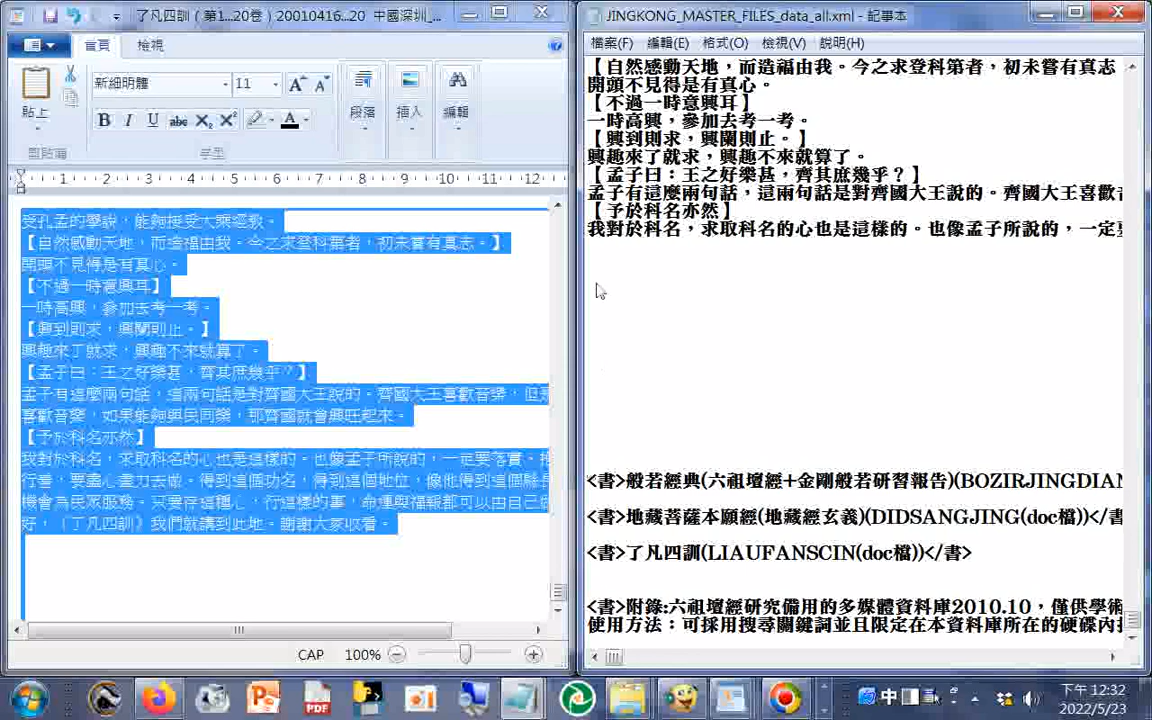 了凡四訓（第1...20卷）20010416...20 中國深圳_...
首頁
檢視
新細明體
11
貼上
段落
插入
編輯
剪貼簿
字型
1 2 3 4 5 6 7 8 9 10 11 12
受孔孟的學說，能夠接受大乘經教。
【自然感動天地，而造福由我。今之求登科第者，初未嘗有真志。】
開頭不見得是有真心。
【不過一時意興耳】
一時高興，參加去考一考。
【興到則求，興闌則止。】
興趣來了就求，興趣不來就算了。
【孟子曰：王之好樂甚，齊其庶幾乎？】
孟子有這麼兩句話，這兩句話是對齊國大王說的。齊國大王喜歡音樂，但是
喜歡音樂，如果能夠與民同樂，那齊國就會興旺起來。
【予於科名亦然】
我對於科名，求取科名的心也是這樣的。也像孟子所說的，一定要落實。推
行善，要盡心盡力去做。得到這個功名，得到這個地位，像他得到這個縣長
機會為民眾服務。只要存這種心，行這樣的事，命運與福報都可以由自己做
好，《了凡四訓》我們就講到此地。謝謝大家收看。
CAP
100%
JINGKONG_MASTER_FILES_data_all.xml - 記事本
檔案(F) 編輯(E) 格式(O) 檢視(V) 說明(H)
【自然感動天地，而造福由我。今之求登科第者，初未嘗有真志
開頭不見得是有真心。
【不過一時意興耳】
一時高興，參加去考一考。
【興到則求，興闌則止。】
興趣來了就求，興趣不來就算了。
【孟子曰：王之好樂甚，齊其庶幾乎？】
孟子有這麼兩句話，這兩句話是對齊國大王說的。齊國大王喜歡
【予於科名亦然】
我對於科名，求取科名的心也是這樣的。也像孟子所說的，一定要
<書>般若經典(六祖壇經+金剛般若研習報告)(BOZIRJINGDIAN
<書>地藏菩薩本願經(地藏經玄義)(DIDSANGJING(doc檔))</書
<書>了凡四訓(LIAUFANSCIN(doc檔))</書>
<書>附錄:六祖壇經研究備用的多媒體資料庫2010.10，僅供學術
使用方法：可採用搜尋關鍵詞並且限定在本資料庫所在的硬碟內
中
下午 12:32
2022/5/23